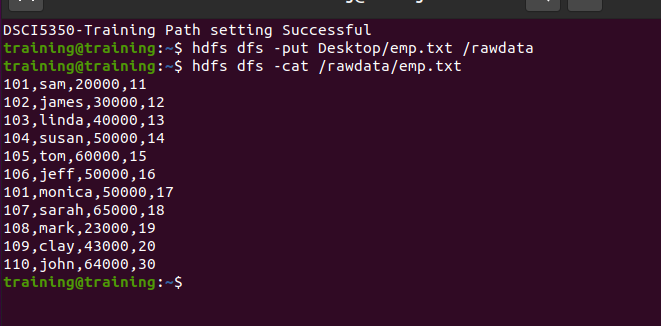 DSCI5350-Training Path setting Successful
training@training:~$ hdfs dfs -put Desktop/emp.txt /rawdata
training@training:~$ hdfs dfs -cat /rawdata/emp.txt
101,sam,20000,11
102,james,30000,12
103,linda,40000,13
104,susan,50000,14
105,tom,60000,15
106,jeff,50000,16
101,monica,50000,17
107,sarah,65000,18
108,mark,23000,19
109,clay,43000,20
110,john,64000,30
training@training:~$